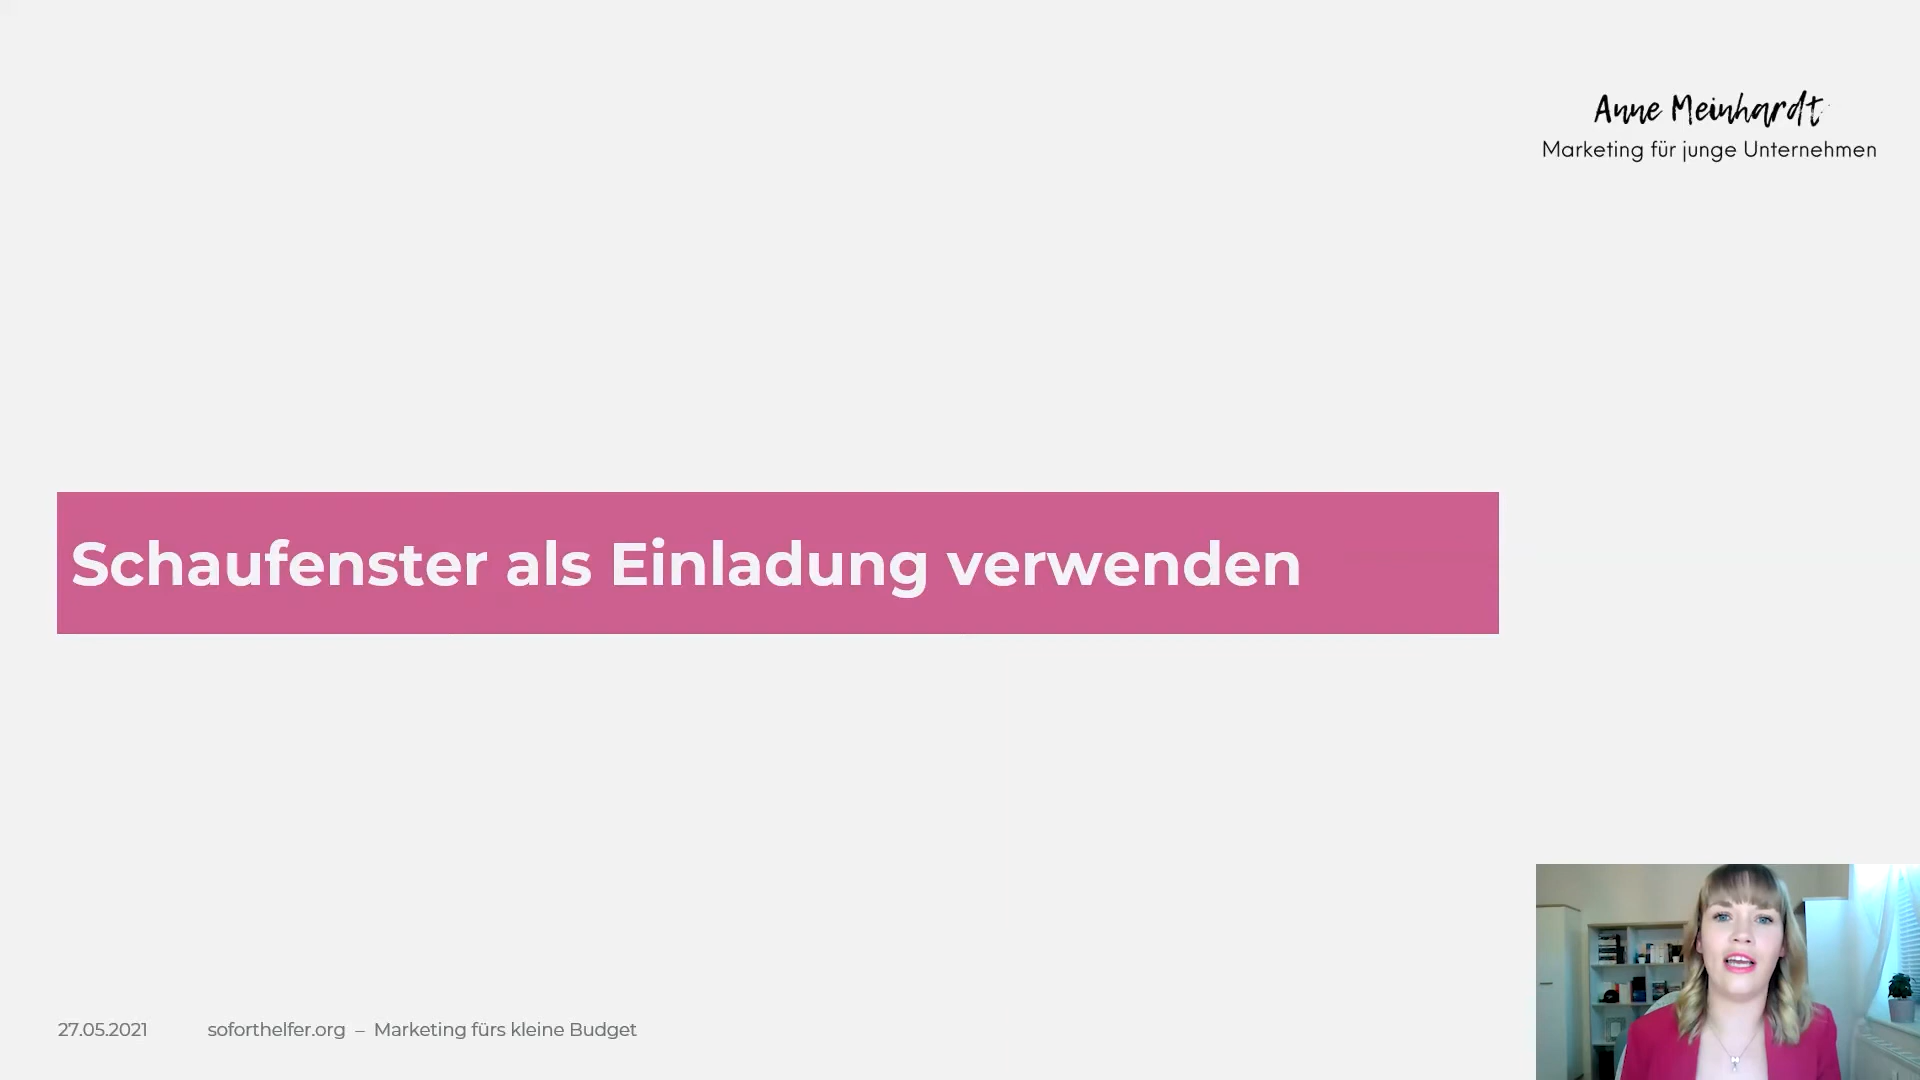 Anne Meinhardt
Marketing für junge Unternehmen
Schaufenster als Einladung verwenden
27.05.2021 soforthelfer.org – Marketing fürs kleine Budget